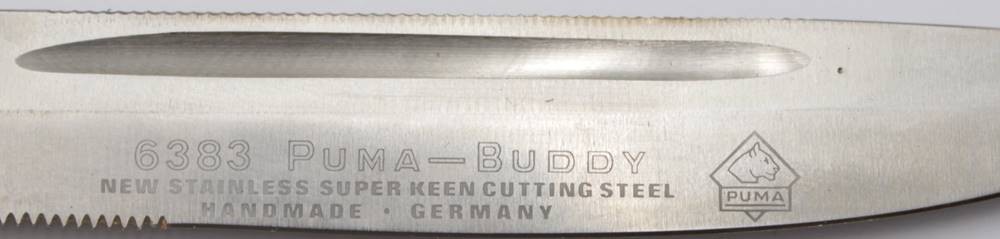 6383 PUMA—BUDDY
NEW STAINLESS SUPER KEEN CUTTING STEEL
HANDMADE · GERMANY
PUMA